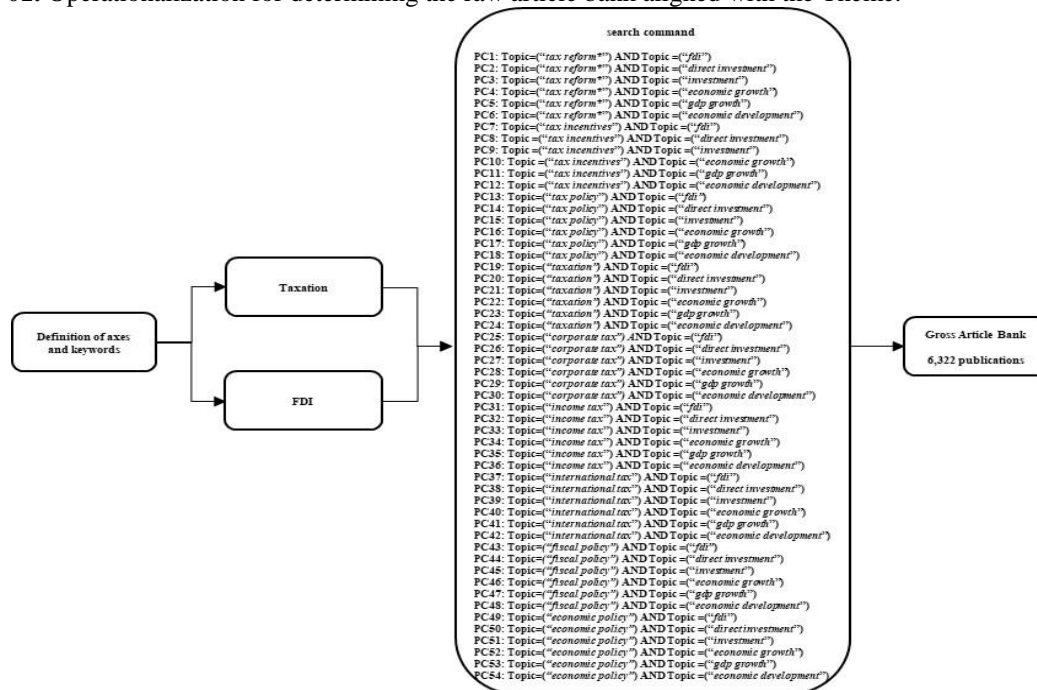 02. Operationalization for determining the raw article bank aligned with the Theme.
search command
PC1: Topic=("tax reform*") AND Topic =("fdi")
PC2: Topic=("tax reform*") AND Topic =("direct investment")
PC3: Topic=("tax reform*") AND Topic =("investment")
PC4: Topic=("tax reform*") AND Topic =("economic growth")
PC5: Topic=("tax reform*") AND Topic =("gdp growth")
PC6: Topic=("tax reform*") AND Topic =("economic development")
PC7: Topic=("tax incentives") AND Topic =("fdi")
PC8: Topic =("tax incentives") AND Topic =("direct investment")
PC9: Topic =("tax incentives") AND Topic =("investment")
PC10: Topic =("tax incentives") AND Topic =("economic growth")
PC11: Topic =("tax incentives") AND Topic =("gdp growth")
PC12: Topic =("tax incentives") AND Topic =("economic development")
PC13: Topic =("tax policy") AND Topic =("fdi")
PC14: Topic =("tax policy") AND Topic =("direct investment")
PC15: Topic =("tax policy") AND Topic =("investment")
PC16: Topic =("tax policy") AND Topic =("economic growth")
PC17: Topic =("tax policy") AND Topic =("gdp growth")
PC18: Topic =("tax policy") AND Topic =("economic development")
PC19: Topic =("taxation") AND Topic =("fdi")
PC20: Topic=("taxation") AND Topic =("direct investment")
PC21: Topic=("taxation") AND Topic =("investment")
PC22: Topic=("taxation") AND Topic =("economic growth")
PC23: Topic=("taxation") AND Topic =("gdp growth")
PC24: Topic=("taxation") AND Topic =("economic development")
PC25: Topic=("corporate tax") AND Topic =("fdi")
PC26: Topic=("corporate tax") AND Topic =("direct investment")
PC27: Topic=("corporate tax") AND Topic =("investment")
PC28: Topic=("corporate tax") AND Topic =("economic growth")
PC29: Topic=("corporate tax") AND Topic =("gdp growth")
PC30: Topic=("corporate tax") AND Topic =("economic development")
PC31: Topic=("income tax") AND Topic =("fdi")
PC32: Topic=("income tax") AND Topic =("direct investment")
PC33: Topic=("income tax") AND Topic =("investment")
PC34: Topic=("income tax") AND Topic =("economic growth")
PC35: Topic=("income tax") AND Topic =("gdp growth")
PC36: Topic=("income tax") AND Topic =("economic development")
PC37: Topic=("international tax") AND Topic =("fdi")
PC38: Topic=("international tax") AND Topic =("direct investment")
PC39: Topic=("international tax") AND Topic =("investment")
PC40: Topic=("international tax") AND Topic =("economic growth")
PC41: Topic=("international tax") AND Topic =("gdp growth")
PC42: Topic=("international tax") AND Topic =("economic development")
PC43: Topic=("fiscal policy") AND Topic =("fdi")
PC44: Topic=("fiscal policy") AND Topic =("direct investment")
PC45: Topic=("fiscal policy") AND Topic =("investment")
PC46: Topic=("fiscal policy") AND Topic =("economic growth")
PC47: Topic=("fiscal policy") AND Topic =("gdp growth")
PC48: Topic=("fiscal policy") AND Topic =("economic development")
PC49: Topic=("economic policy") AND Topic =("fdi")
PC50: Topic=("economic policy") AND Topic =("direct investment")
PC51: Topic=("economic policy") AND Topic =("investment")
PC52: Topic=("economic policy") AND Topic =("economic growth")
PC53: Topic=("economic policy") AND Topic =("gdp growth")
PC54: Topic=("economic policy") AND Topic =("economic development")
Taxation
Definition of axes
and keywords
FDI
Gross Article Bank
6,322 publications